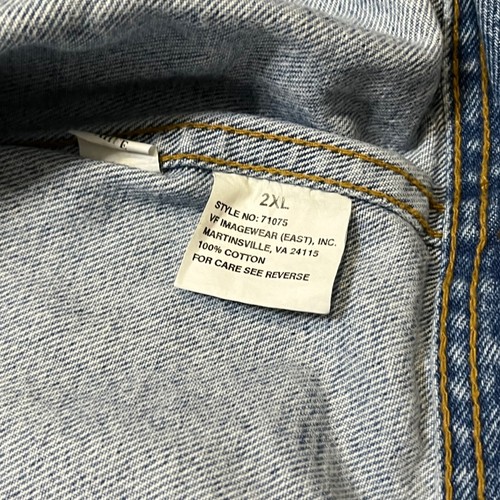 2XL
STYLE NO: 71075
VF IMAGEWEAR (EAST), INC.
MARTINSVILLE, VA 24115
100% COTTON
FOR CARE SEE REVERSE